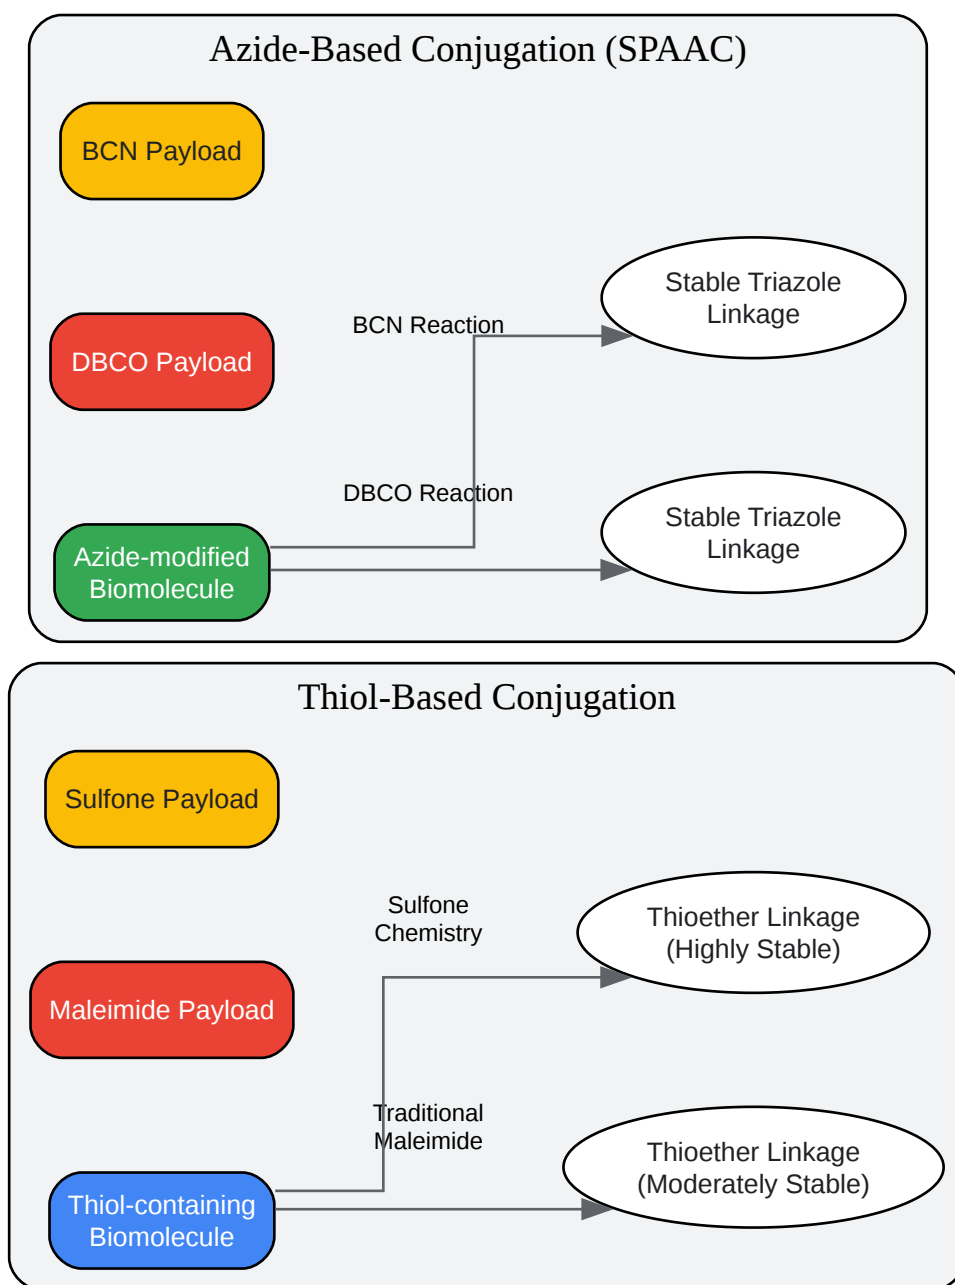 Azide-Based Conjugation (SPAAC)
BCN Payload
Stable Triazole
Linkage
BCN Reaction
DBCO Payload
DBCO Reaction
Stable Triazole
Linkage
Azide-modified
Biomolecule
Thiol-Based Conjugation
Sulfone Payload
Sulfone
Chemistry
Thioether Linkage
(Highly Stable)
Maleimide Payload
Traditional
Maleimide
Thioether Linkage
(Moderately Stable)
Thiol-containing
Biomolecule